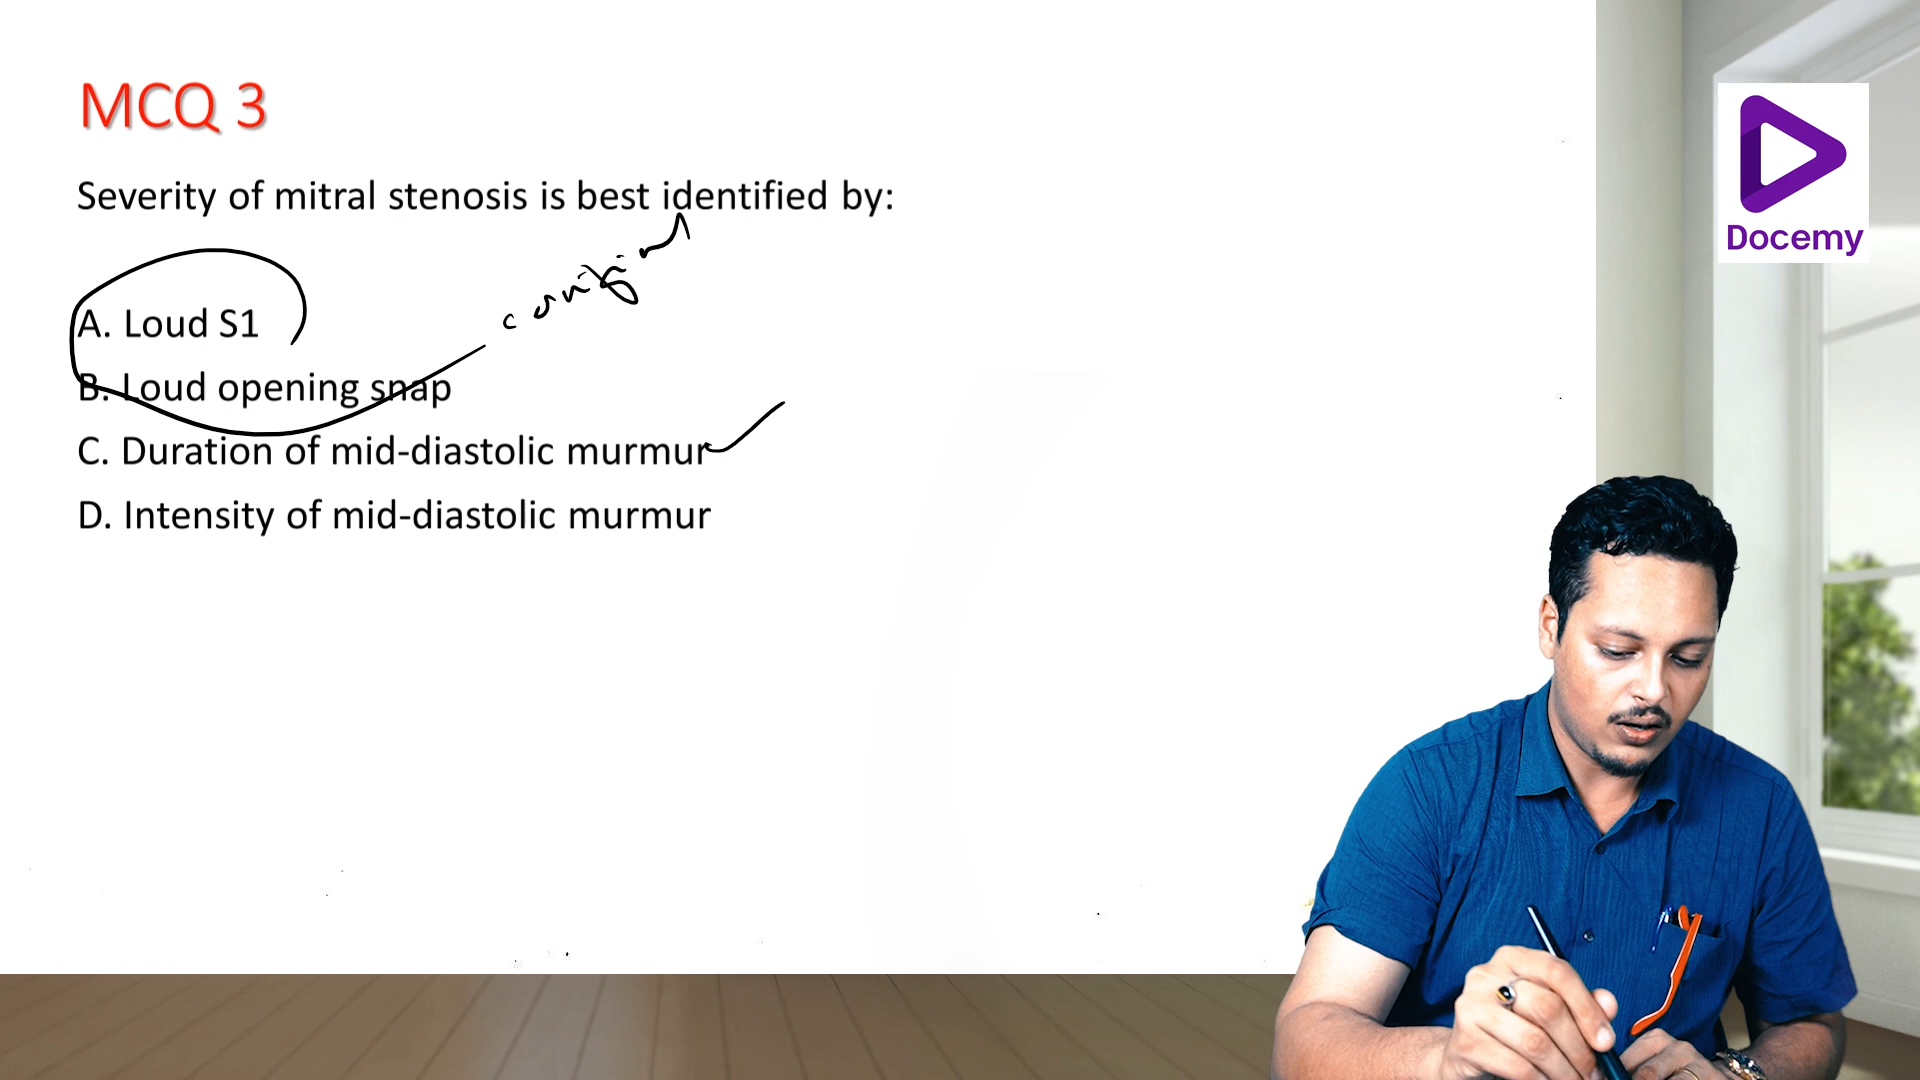 MCQ 3
Severity of mitral stenosis is best identified by:
A. Loud S1
B. Loud opening snap
C. Duration of mid-diastolic murmur
D. Intensity of mid-diastolic murmur
Docemy